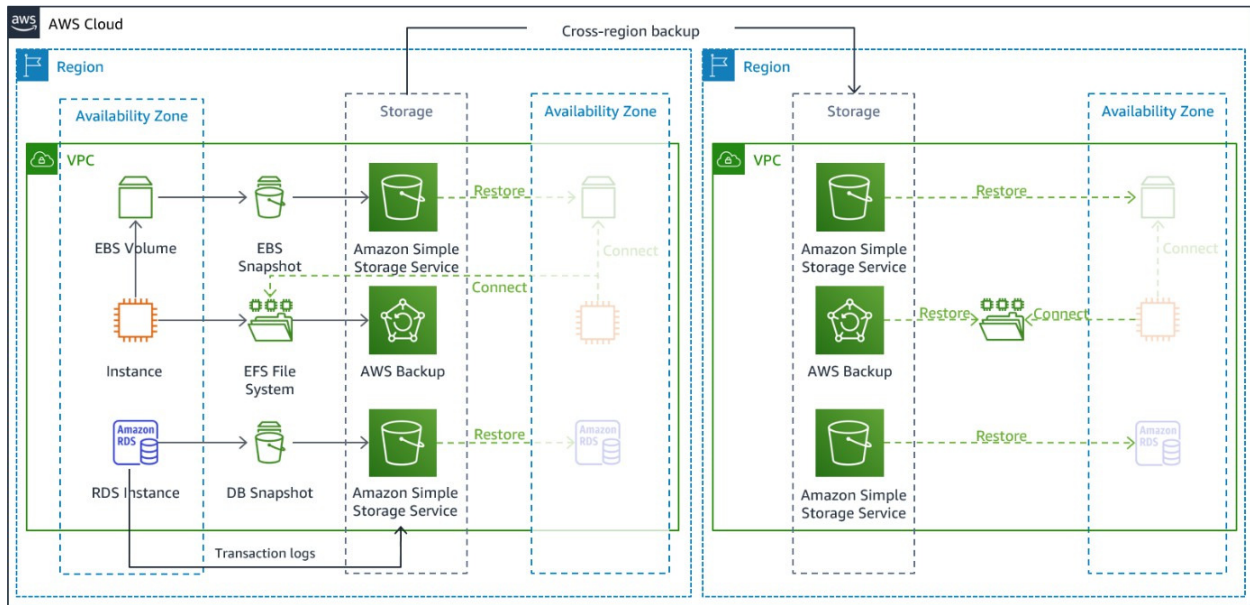 aws
AWS Cloud
Cross-region backup
Region
Availability Zone
Storage
Availability Zone
VPC
Restore
EBS Volume
EBS
Snapshot
Amazon Simple
Storage Service
Connect
Connect
Instance
EFS File
System
AWS Backup
Amazon
RDS
Restore
Amazon
RDS
RDS Instance
DB Snapshot
Amazon Simple
Storage Service
Transaction logs
Region
Storage
Availability Zone
VPC
Restore
Amazon Simple
Storage Service
Connect
Restore
Connect
AWS Backup
Restore
Amazon
RDS
Amazon Simple
Storage Service